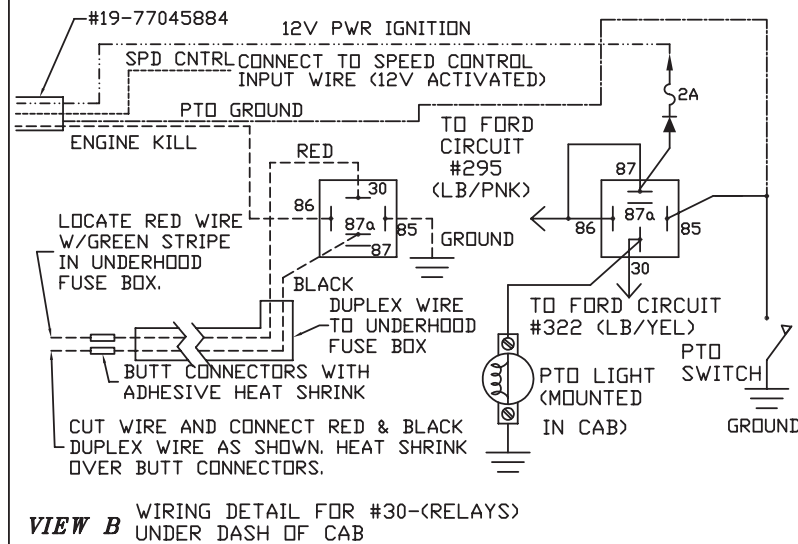 #19-77045884
12V PWR IGNITION
SPD CNTRL
CONNECT TO SPEED CONTROL
INPUT WIRE (12V ACTIVATED)
PTO GROUND
2A
ENGINE KILL
TO FORD
CIRCUIT
#295
(LB/PNK)
RED
30
86
87a
85
87
GROUND
87
87a
86
85
30
LOCATE RED WIRE
W/GREEN STRIPE
IN UNDERHOOD
FUSE BOX.
BLACK
DUPLEX WIRE
TO UNDERHOOD
FUSE BOX
TO FORD CIRCUIT
#322 (LB/YEL)
BUTT CONNECTORS WITH
ADHESIVE HEAT SHRINK
PTO LIGHT
(MOUNTED
IN CAB)
PTO
SWITCH
GROUND
CUT WIRE AND CONNECT RED & BLACK
DUPLEX WIRE AS SHOWN. HEAT SHRINK
OVER BUTT CONNECTORS.
VIEW B
WIRING DETAIL FOR #30-(RELAYS)
UNDER DASH OF CAB